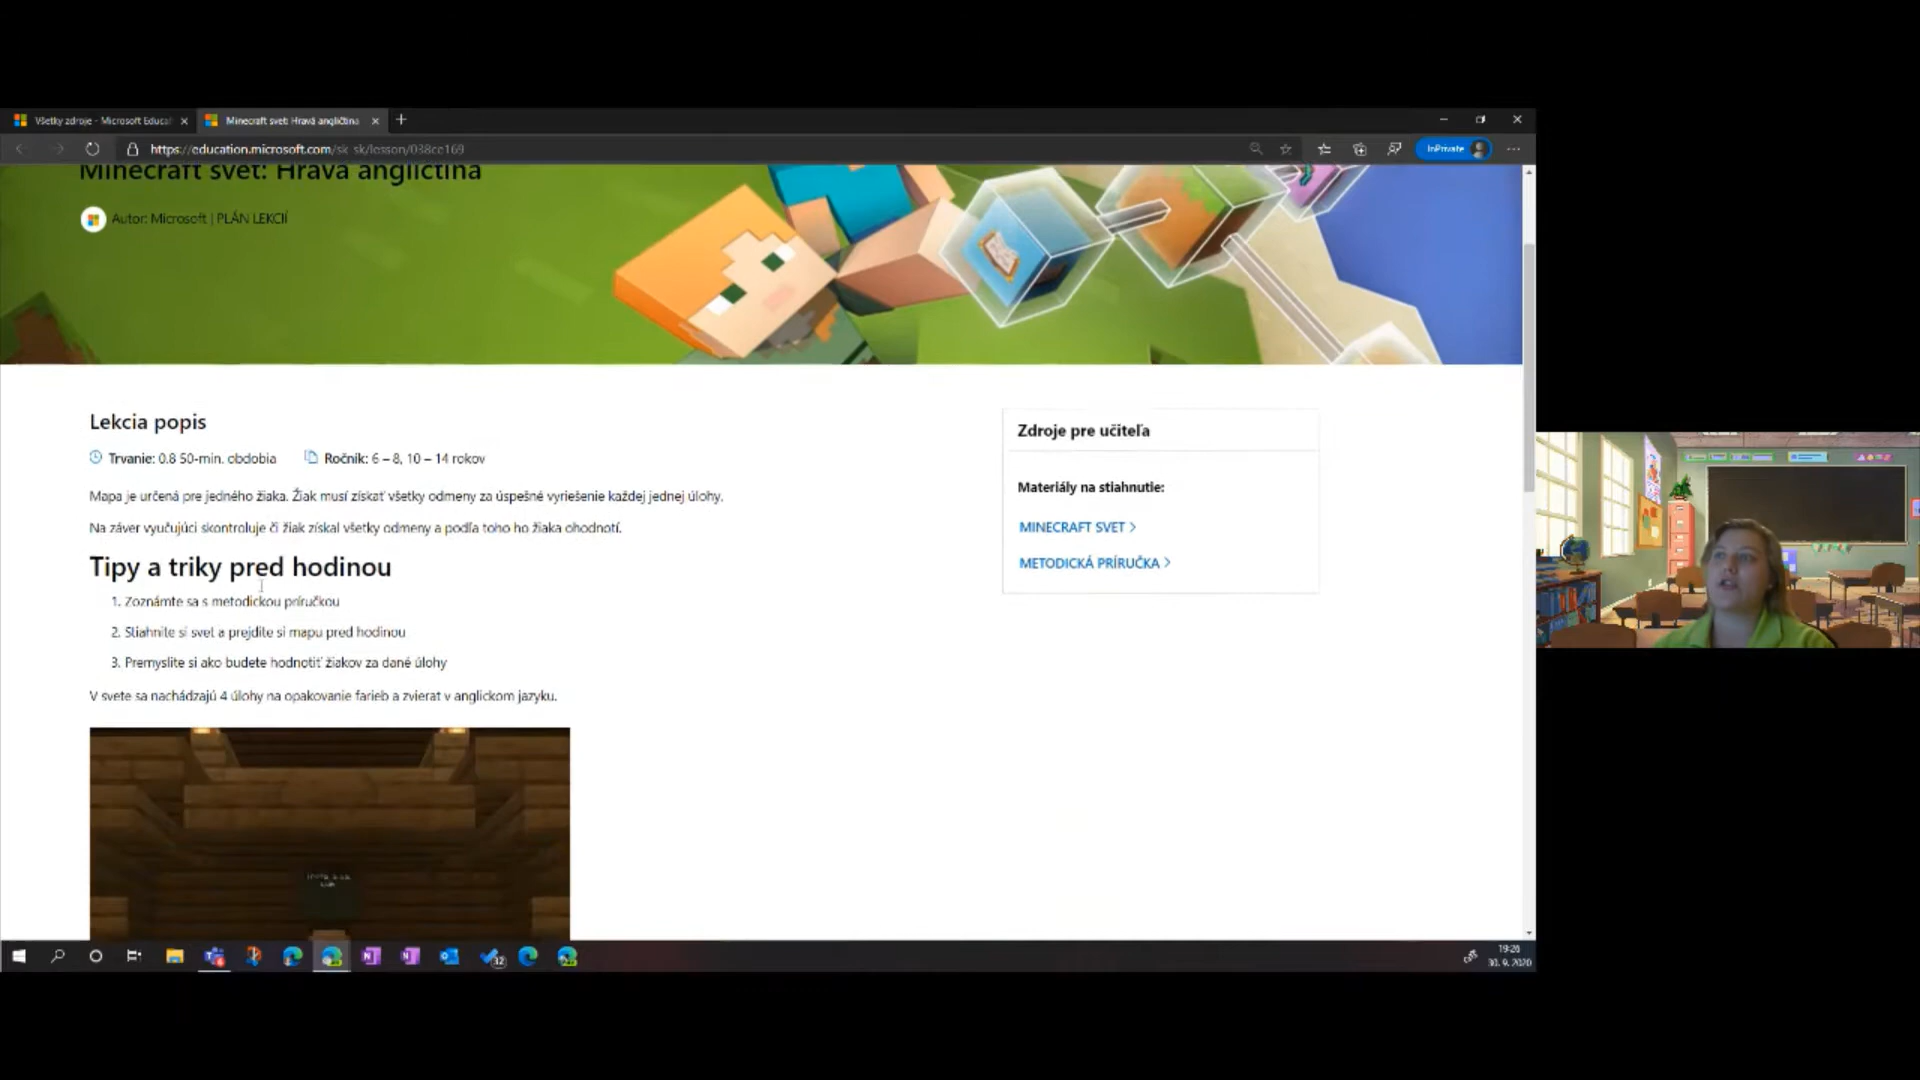 Všetky zdroje - Microsoft Educat
Minecraft svet: Hravá angličtina
https://education.microsoft.com/sk-sk/lesson/038ce169
InPrivate
Minecraft svet: Hravá angličtina
Autor: Microsoft | PLÁN LEKCIÍ
Lekcia popis
Trvanie: 0.8 50-min. obdobia
Ročník: 6 – 8, 10 – 14 rokov
Mapa je určená pre jedného žiaka. Žiak musí získať všetky odmeny za úspešné vyriešenie každej jednej úlohy.
Na záver vyučujúci skontroluje či žiak získal všetky odmeny a podľa toho ho žiaka ohodnotí.
Tipy a triky pred hodinou
1. Zoznámte sa s metodickou príručkou
2. Stiahnite si svet a prejdite si mapu pred hodinou
3. Premyslite si ako budete hodnotiť žiakov za dané úlohy
V svete sa nachádzajú 4 úlohy na opakovanie farieb a zvierat v anglickom jazyku.
Zdroje pre učiteľa
Materiály na stiahnutie:
MINECRAFT SVET >
METODICKÁ PRÍRUČKA >
32
19:26
30. 9. 2020